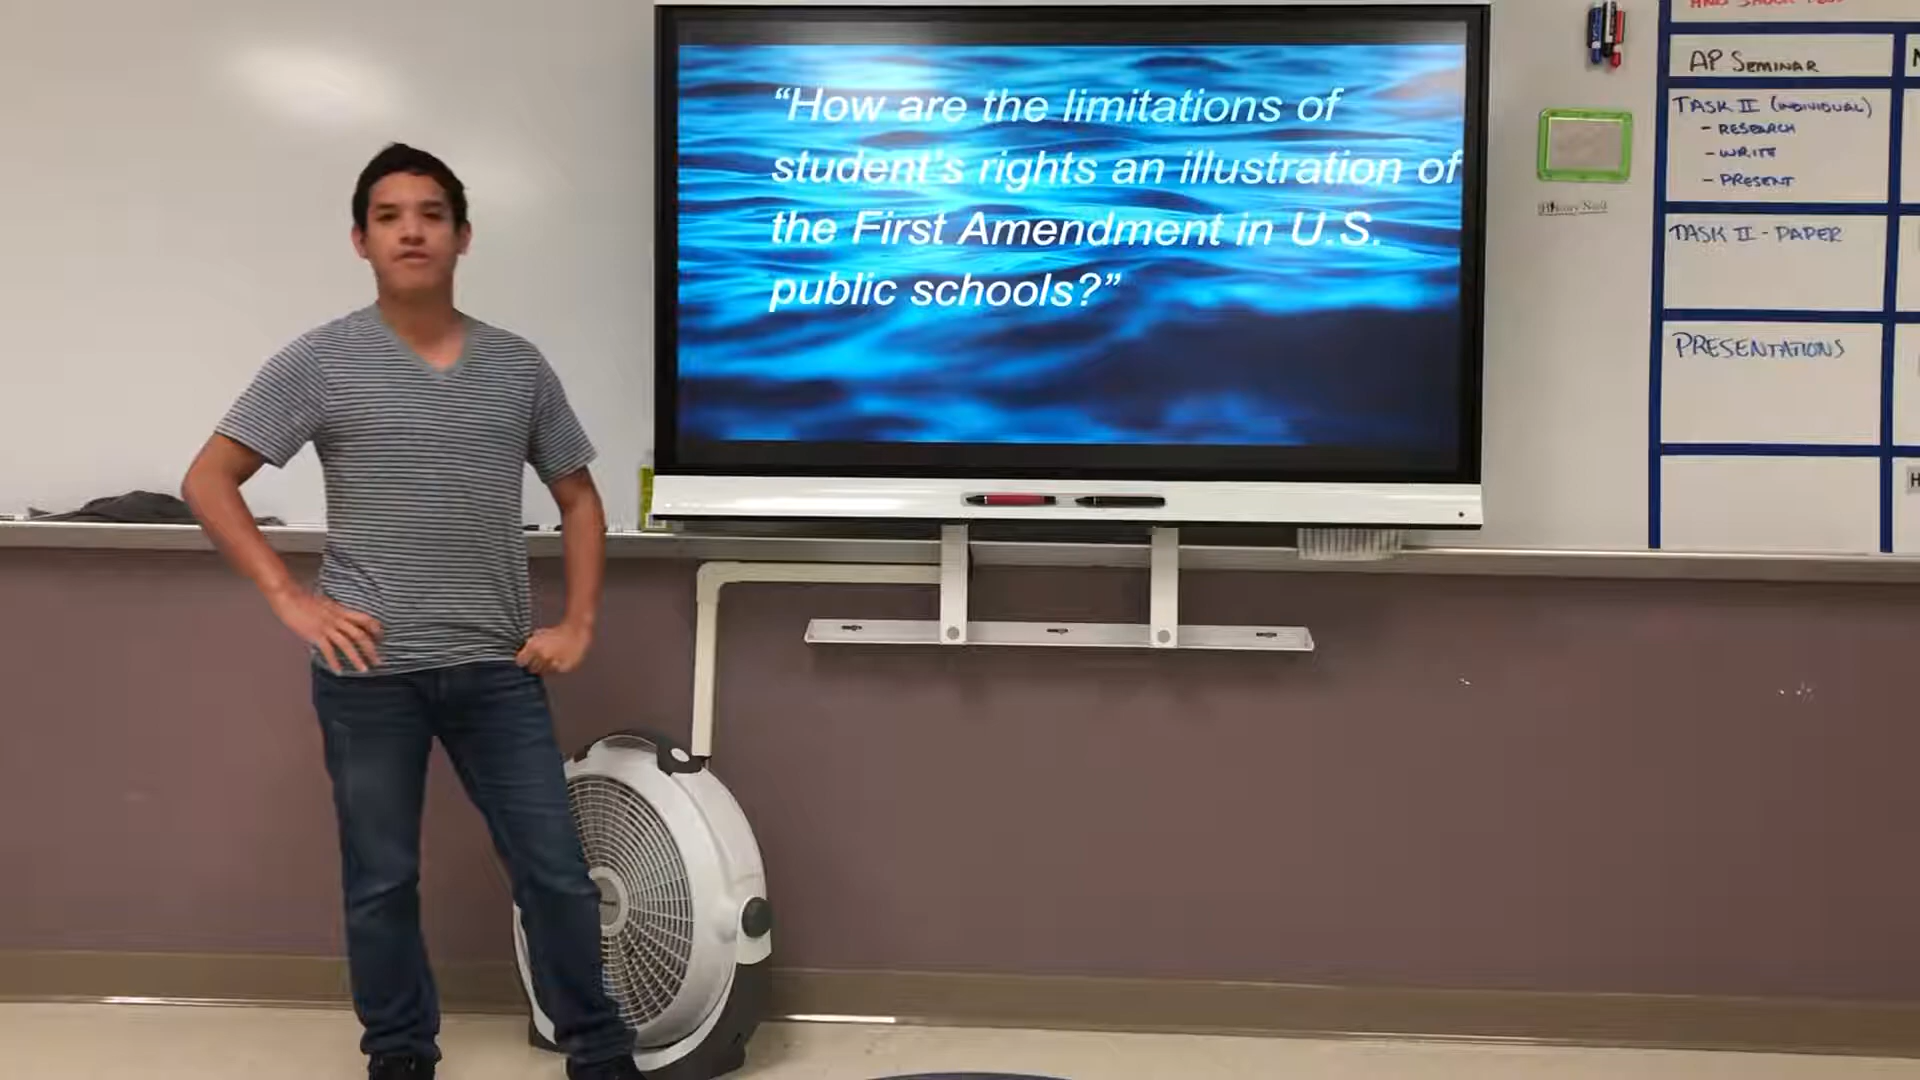 “How are the limitations of
student’s rights an illustration of
the First Amendment in U.S.
public schools?”
AP SEMINAR
TASK II (INDIVIDUAL)
- RESEARCH
- WRITE
- PRESENT
TASK II - PAPER
PRESENTATIONS